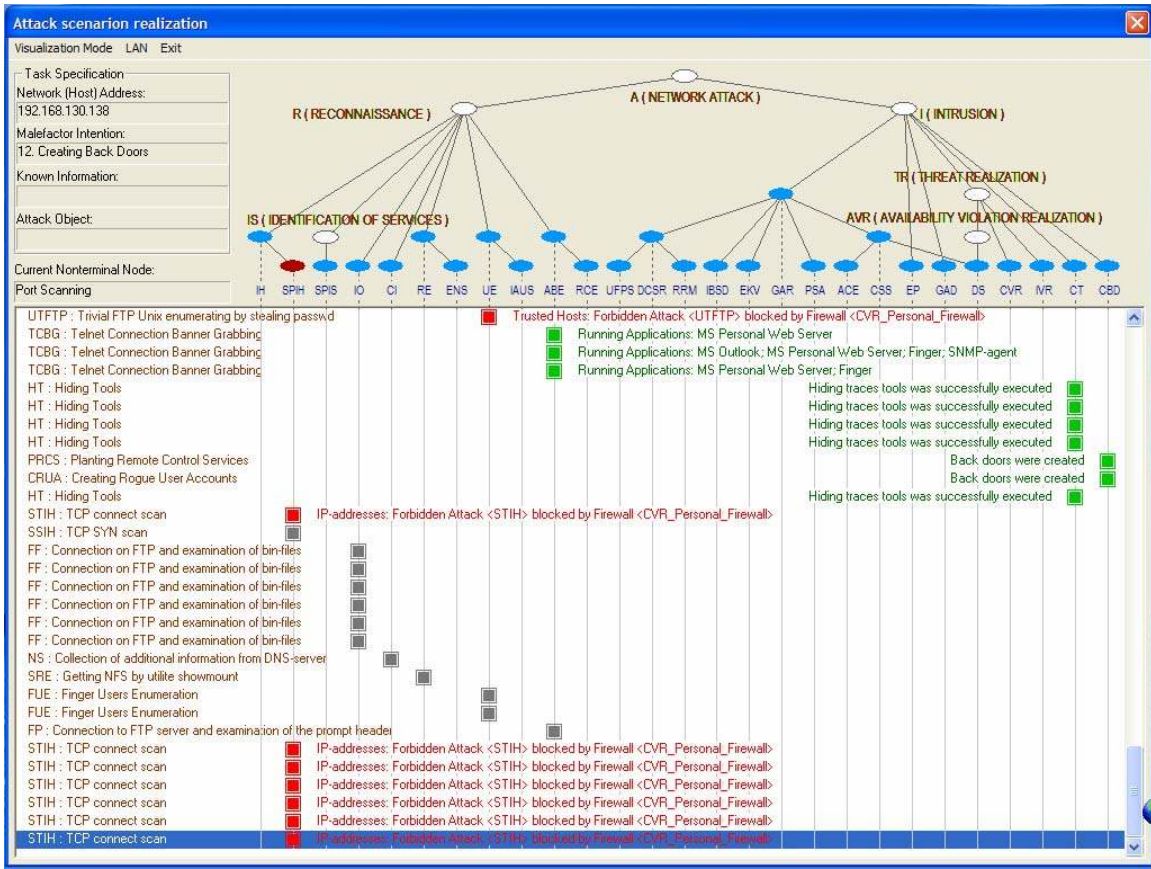 Attack scenarion realization
Visualization Mode LAN Exit
Task Specification
Network (Host) Address:
192.168.130.138
Malefactor Intention:
12. Creating Back Doors
Known Information:
Attack Object:
Current Nonterminal Node:
Port Scanning
A ( NETWORK ATTACK )
R ( RECONNAISSANCE )
I ( INTRUSION )
TR ( THREAT REALIZATION )
IS ( IDENTIFICATION OF SERVICES )
AVR ( AVAILABILITY VIOLATION REALIZATION )
IH SPIH SPIS IO CI RE ENS UE IAUS ABE RCE UFPS DCSR RRM IBSD EKV GAR PSA ACE CSS EP GAD DS CVR IVR CT CBD
UTFTP : Trivial FTP Unix enumerating by stealing passwd Trusted Hosts: Forbidden Attack <UTFTP> blocked by Firewall <CVR_Personal_Firewall>
TCBG : Telnet Connection Banner Grabbing Running Applications: MS Personal Web Server
TCBG : Telnet Connection Banner Grabbing Running Applications: MS Outlook; MS Personal Web Server; Finger; SNMP-agent
TCBG : Telnet Connection Banner Grabbing Running Applications: MS Personal Web Server; Finger
HT : Hiding Tools Hiding traces tools was successfully executed
HT : Hiding Tools Hiding traces tools was successfully executed
HT : Hiding Tools Hiding traces tools was successfully executed
HT : Hiding Tools Hiding traces tools was successfully executed
PRCS : Planting Remote Control Services Back doors were created
CRUA : Creating Rogue User Accounts Back doors were created
HT : Hiding Tools Hiding traces tools was successfully executed
STIH : TCP connect scan IP-addresses: Forbidden Attack <STIH> blocked by Firewall <CVR_Personal_Firewall>
SSIH : TCP SYN scan
FF : Connection on FTP and examination of bin-files
FF : Connection on FTP and examination of bin-files
FF : Connection on FTP and examination of bin-files
FF : Connection on FTP and examination of bin-files
FF : Connection on FTP and examination of bin-files
FF : Connection on FTP and examination of bin-files
NS : Collection of additional information from DNS-server
SRE : Getting NFS by utilite showmount
FUE : Finger Users Enumeration
FUE : Finger Users Enumeration
FP : Connection to FTP server and examination of the prompt header
STIH : TCP connect scan IP-addresses: Forbidden Attack <STIH> blocked by Firewall <CVR_Personal_Firewall>
STIH : TCP connect scan IP-addresses: Forbidden Attack <STIH> blocked by Firewall <CVR_Personal_Firewall>
STIH : TCP connect scan IP-addresses: Forbidden Attack <STIH> blocked by Firewall <CVR_Personal_Firewall>
STIH : TCP connect scan IP-addresses: Forbidden Attack <STIH> blocked by Firewall <CVR_Personal_Firewall>
STIH : TCP connect scan IP-addresses: Forbidden Attack <STIH> blocked by Firewall <CVR_Personal_Firewall>
STIH : TCP connect scan IP-addresses: Forbidden Attack <STIH> blocked by Firewall <CVR_Personal_Firewall>